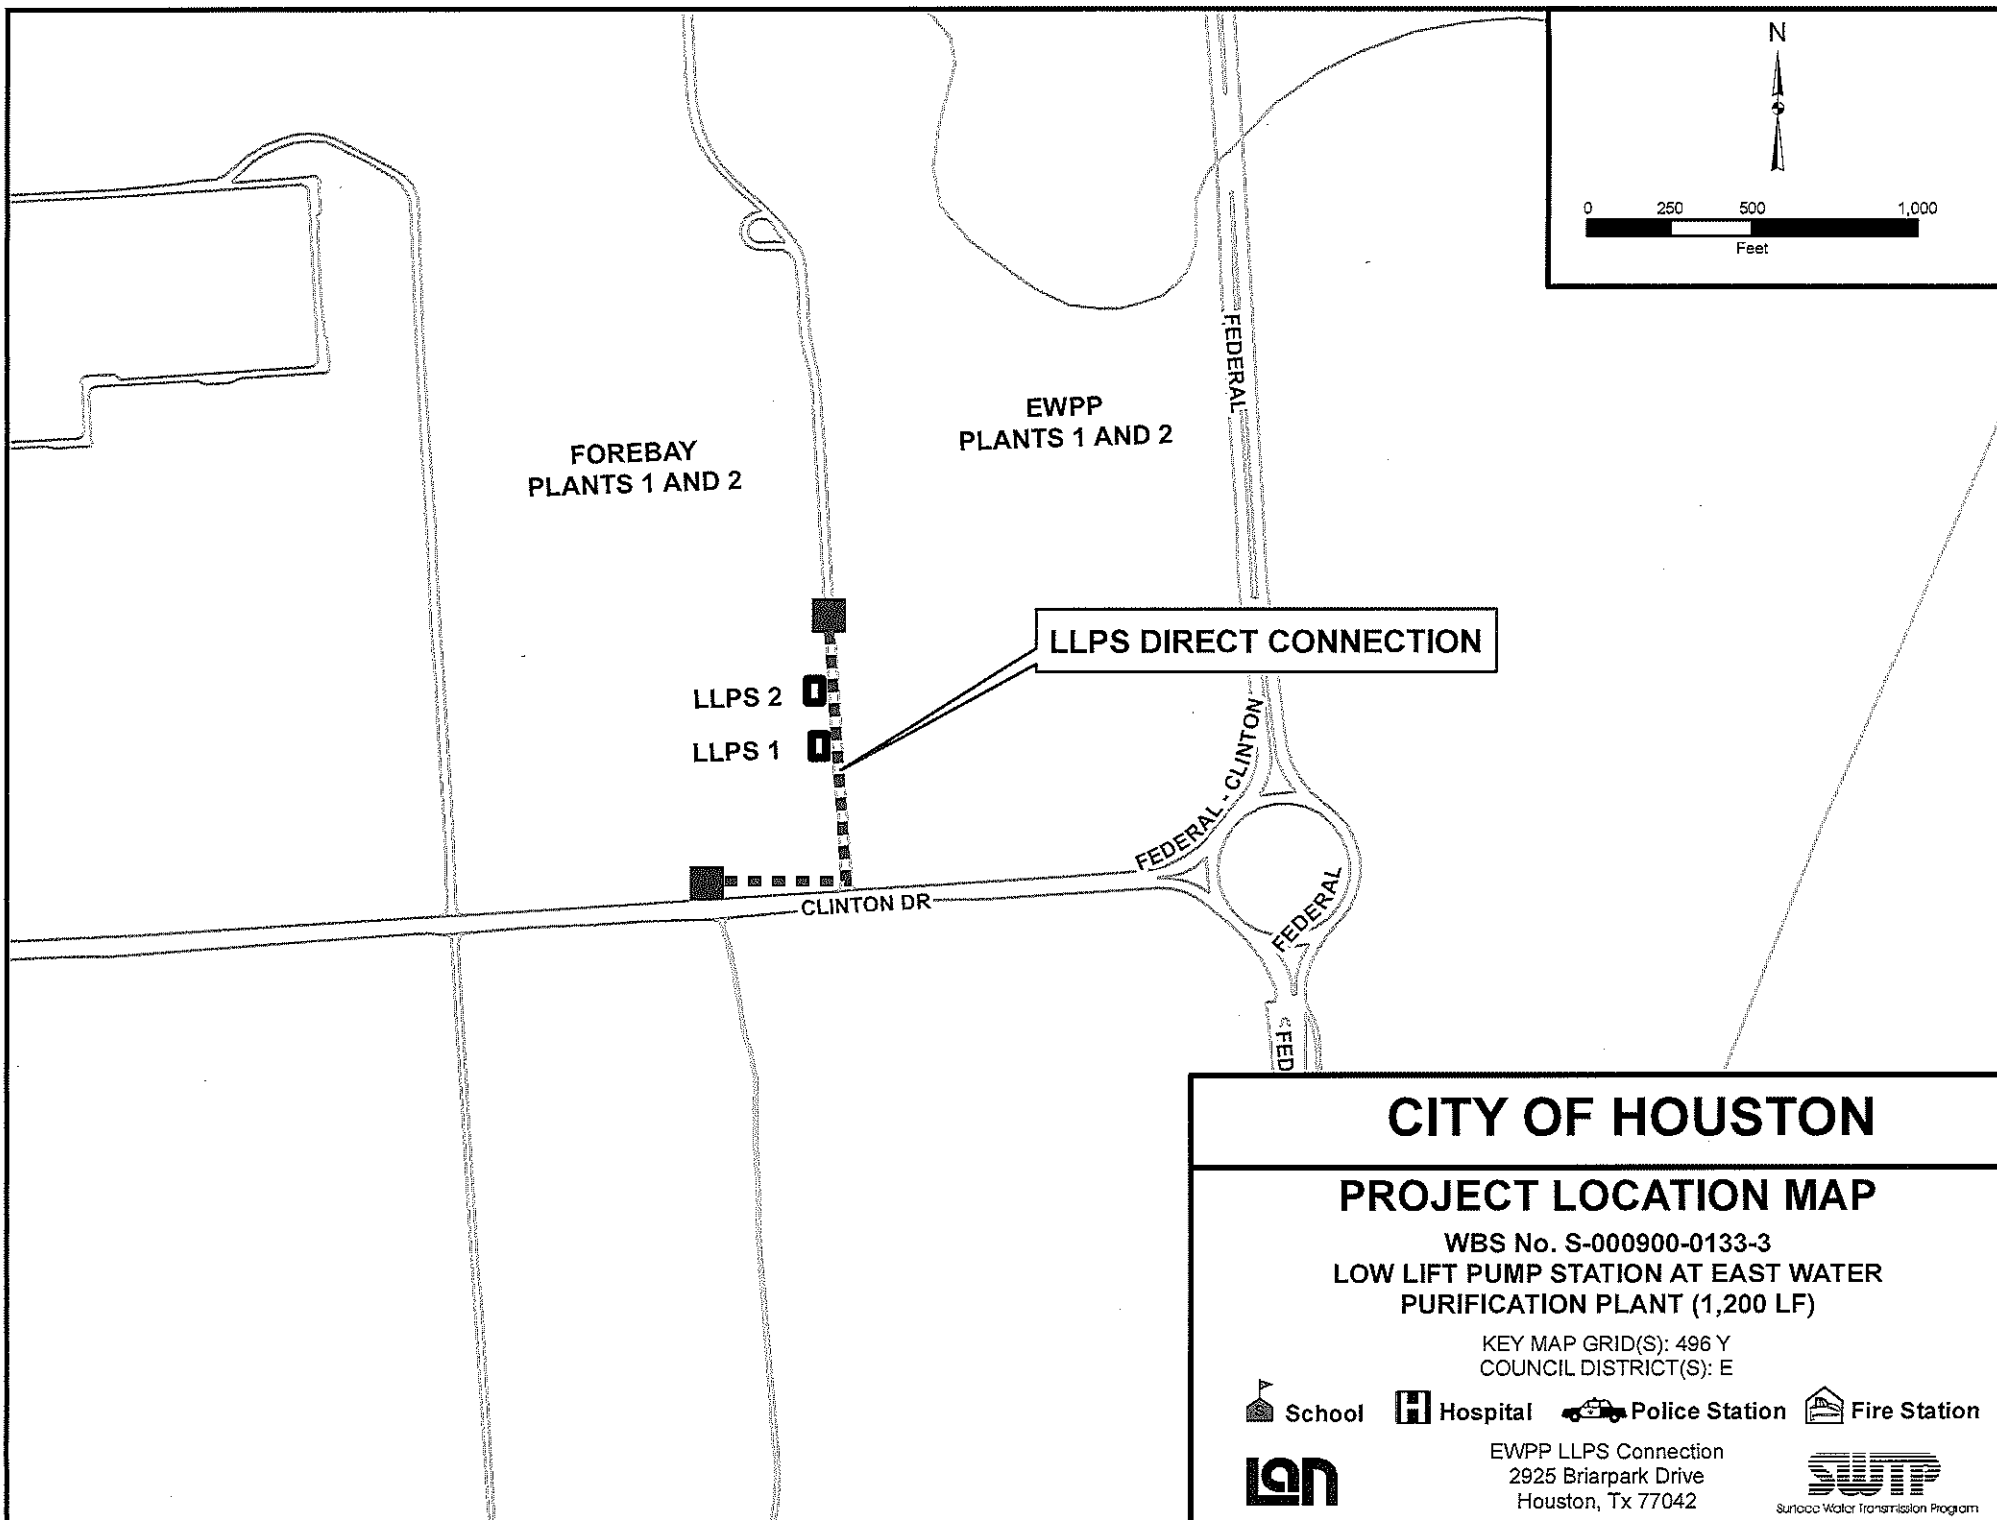 N
0 250 500 1,000
Feet
FEDERAL
EWPP
PLANTS 1 AND 2
FOREBAY
PLANTS 1 AND 2
LLPS DIRECT CONNECTION
LLPS 2
LLPS 1
FEDERAL - CLINTON
FEDERAL
CLINTON DR
FED
CITY OF HOUSTON
PROJECT LOCATION MAP
WBS No. S-000900-0133-3
LOW LIFT PUMP STATION AT EAST WATER
PURIFICATION PLANT (1,200 LF)
KEY MAP GRID(S): 496 Y
COUNCIL DISTRICT(S): E
S School H Hospital Police Station Fire Station
EWPP LLPS Connection
2925 Briarpark Drive
Houston, Tx 77042
Lan
SWTP
Surface Water Transmission Program